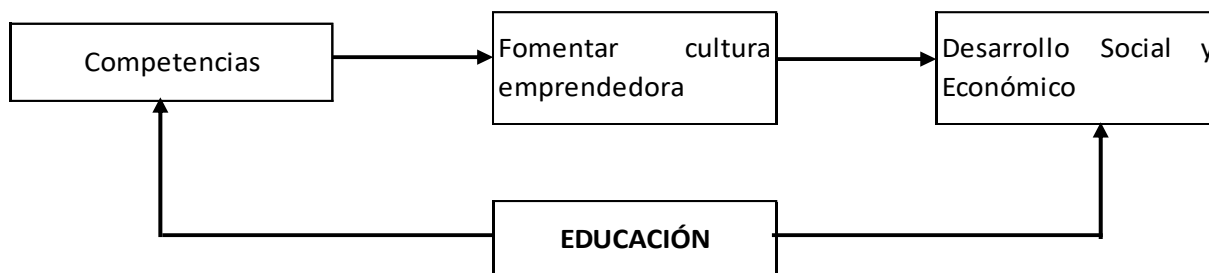 Competencias
Fomentar cultura
emprendedora
Desarrollo Social y
Económico
EDUCACIÓN